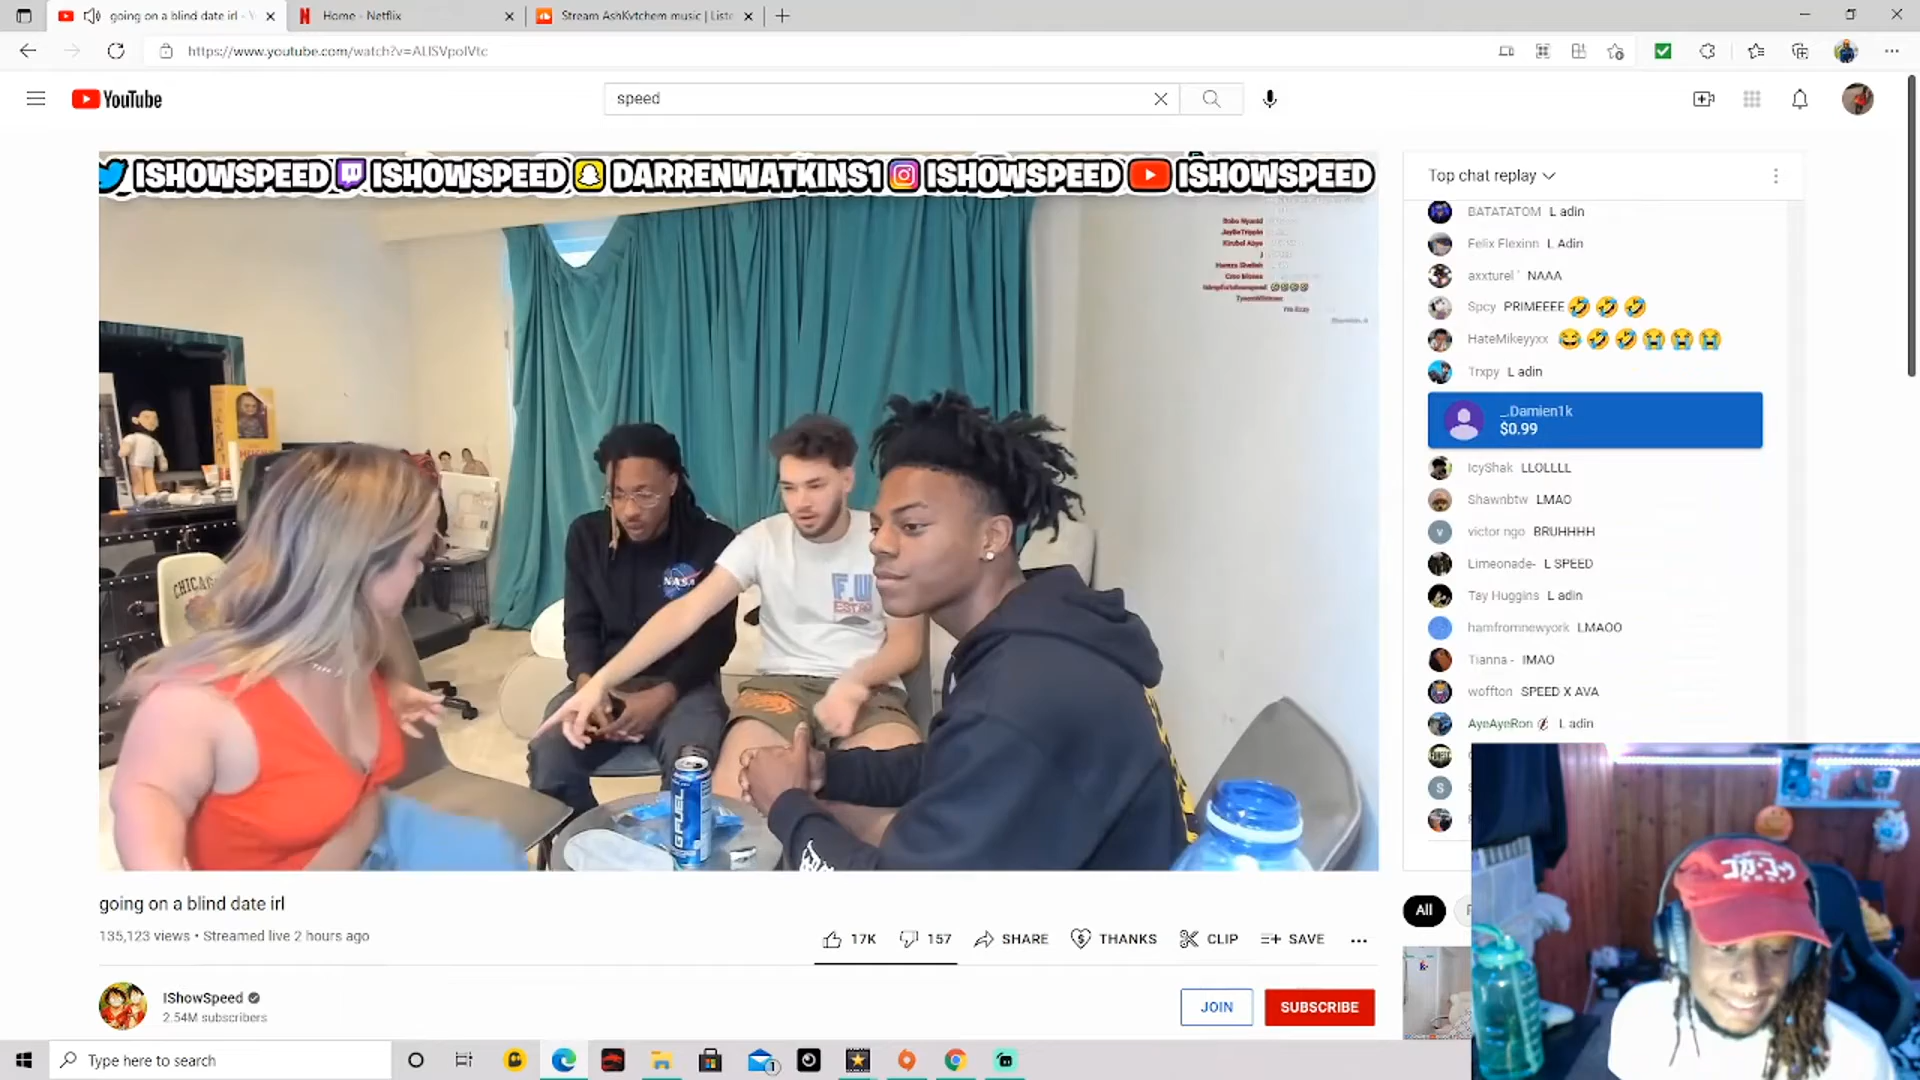 going on a blind date irl -
Home - Netflix
Stream AshKvtchem music | Liste
https://www.youtube.com/watch?v=ALISVpolVtc
YouTube
speed
ISHOWSPEED ISHOWSPEED DARRENWATKINS1 ISHOWSPEED ISHOWSPEED
CHICAG
NASA
F.W
G FUEL
Top chat replay
BATATATOM L adin
Felix Flexinn L Adin
axxturel NAAA
Spcy PRIMEEEE 🤣 🤣 🤣
HateMikeyyxx 😂 🤣 🤣 😭 😭 😭
Trxpy L adin
_.Damien1k
$0.99
IcyShak LLOLLLL
Shawnbtw LMAO
victor ngo BRUHHHH
Limeonade- L SPEED
Tay Huggins L adin
hamfromnewyork LMAOO
Tianna - lMAO
woffton SPEED X AVA
AyeAyeRon L adin
going on a blind date irl
135,123 views • Streamed live 2 hours ago
17K 157 SHARE THANKS CLIP SAVE ...
All
IShowSpeed
2.54M subscribers
JOIN SUBSCRIBE
Type here to search